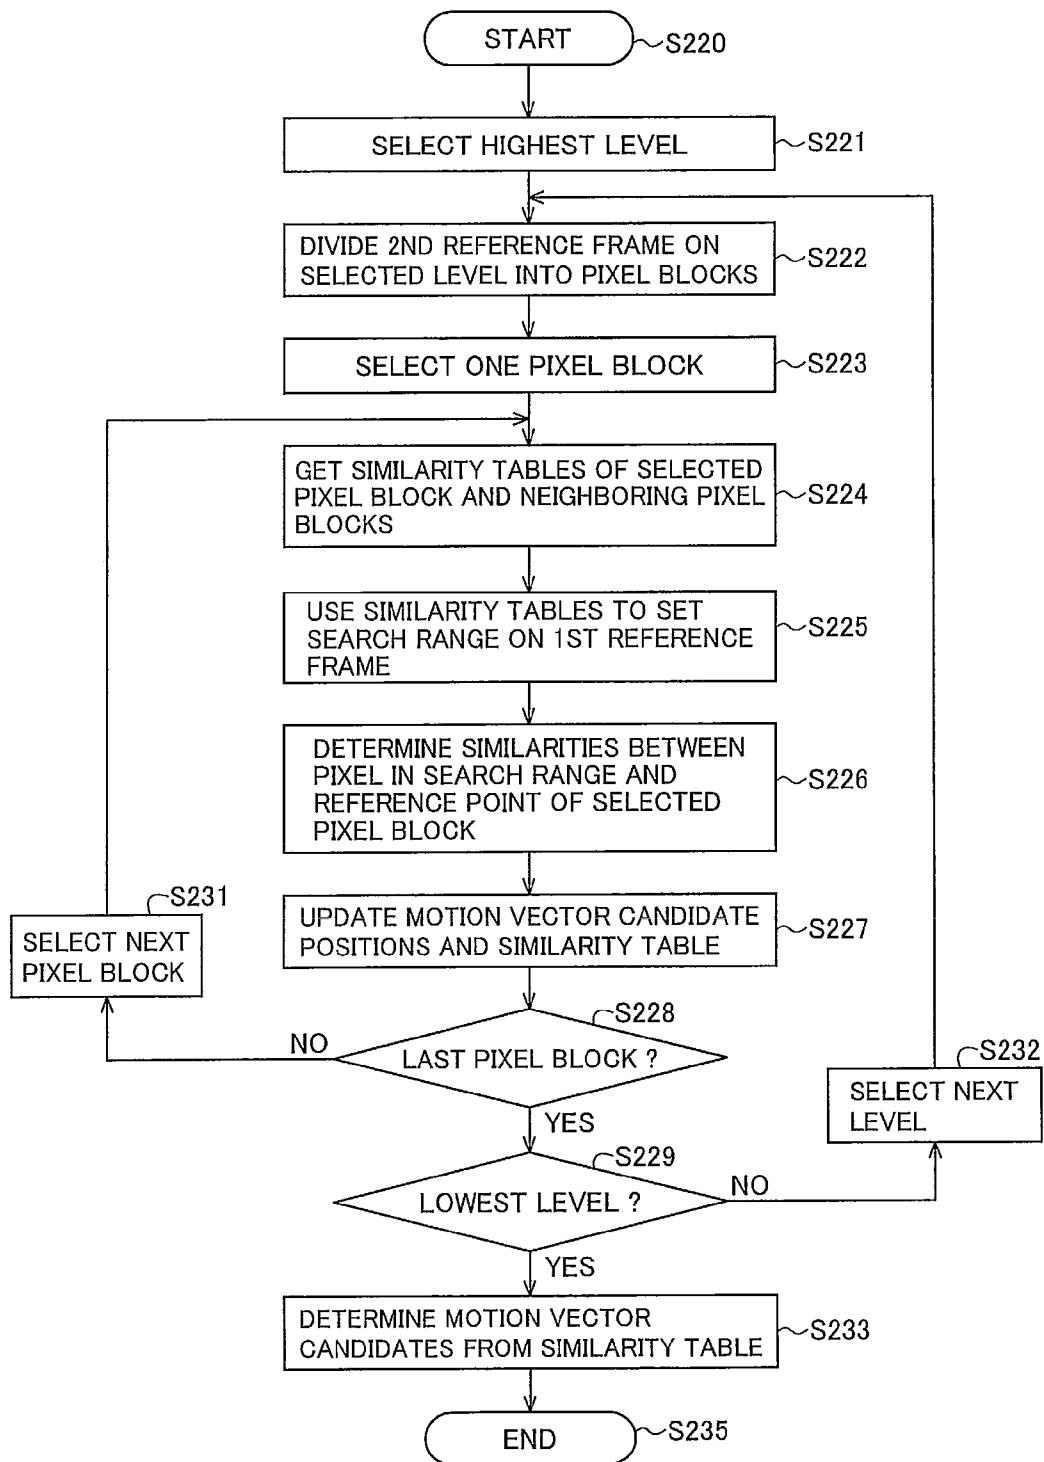 START
S220
SELECT HIGHEST LEVEL
S221
DIVIDE 2ND REFERENCE FRAME ON
SELECTED LEVEL INTO PIXEL BLOCKS
S222
SELECT ONE PIXEL BLOCK
S223
GET SIMILARITY TABLES OF SELECTED
PIXEL BLOCK AND NEIGHBORING PIXEL
BLOCKS
S224
USE SIMILARITY TABLES TO SET
SEARCH RANGE ON 1ST REFERENCE
FRAME
S225
DETERMINE SIMILARITIES BETWEEN
PIXEL IN SEARCH RANGE AND
REFERENCE POINT OF SELECTED
PIXEL BLOCK
S226
UPDATE MOTION VECTOR CANDIDATE
POSITIONS AND SIMILARITY TABLE
S227
S231
SELECT NEXT
PIXEL BLOCK
S228
LAST PIXEL BLOCK ?
NO
YES
S229
LOWEST LEVEL ?
NO
S232
SELECT NEXT
LEVEL
YES
DETERMINE MOTION VECTOR
CANDIDATES FROM SIMILARITY TABLE
S233
END
S235